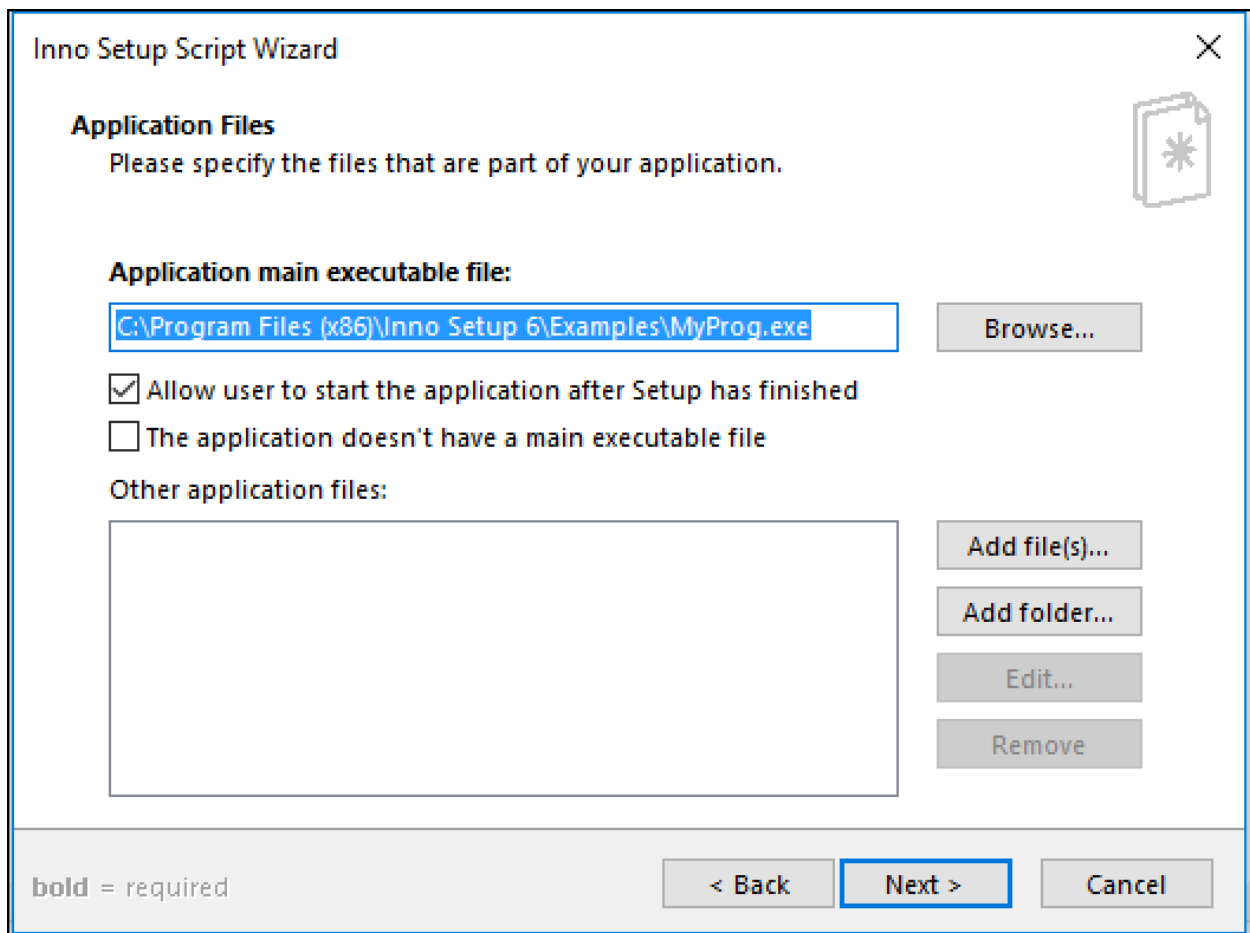 Inno Setup Script Wizard
Application Files
Please specify the files that are part of your application.
Application main executable file:
C:\Program Files (x86)\Inno Setup 6\Examples\MyProg.exe
Browse...
Allow user to start the application after Setup has finished
The application doesn't have a main executable file
Other application files:
Add file(s)...
Add folder...
Edit...
Remove
bold = required
< Back
Next >
Cancel